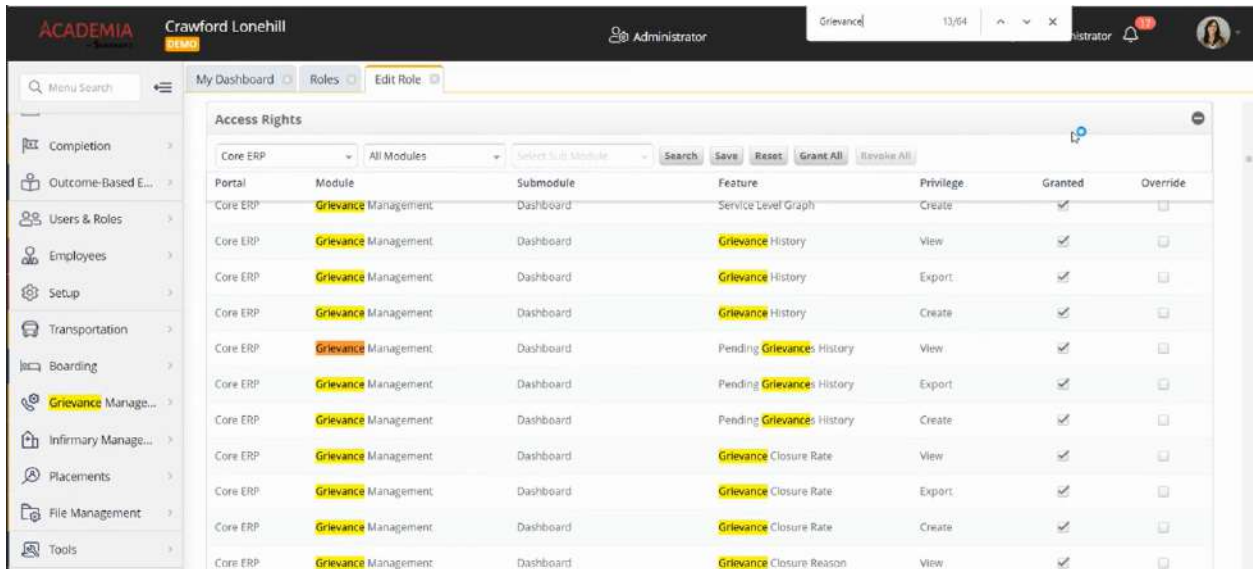 ACADEMIA
Crawford Lonehill
DEMO
Administrator
Grievance
13/64
nistrator
17
Menu Search
My Dashboard
Roles
Edit Role
Completion
Outcome-Based E...
Users & Roles
Employees
Setup
Transportation
Boarding
Grievance Manage...
Infirmary Manage...
Placements
File Management
Tools
Access Rights
Core ERP All Modules Select Sub Module Search Save Reset Grant All Revoke All
Portal Module Submodule Feature Privilege Granted Override
Core ERP Grievance Management Dashboard Service Level Graph Create
Core ERP Grievance Management Dashboard Grievance History View
Core ERP Grievance Management Dashboard Grievance History Export
Core ERP Grievance Management Dashboard Grievance History Create
Core ERP Grievance Management Dashboard Pending Grievances History View
Core ERP Grievance Management Dashboard Pending Grievances History Export
Core ERP Grievance Management Dashboard Pending Grievances History Create
Core ERP Grievance Management Dashboard Grievance Closure Rate View
Core ERP Grievance Management Dashboard Grievance Closure Rate Export
Core ERP Grievance Management Dashboard Grievance Closure Rate Create
Core ERP Grievance Management Dashboard Grievance Closure Reason View